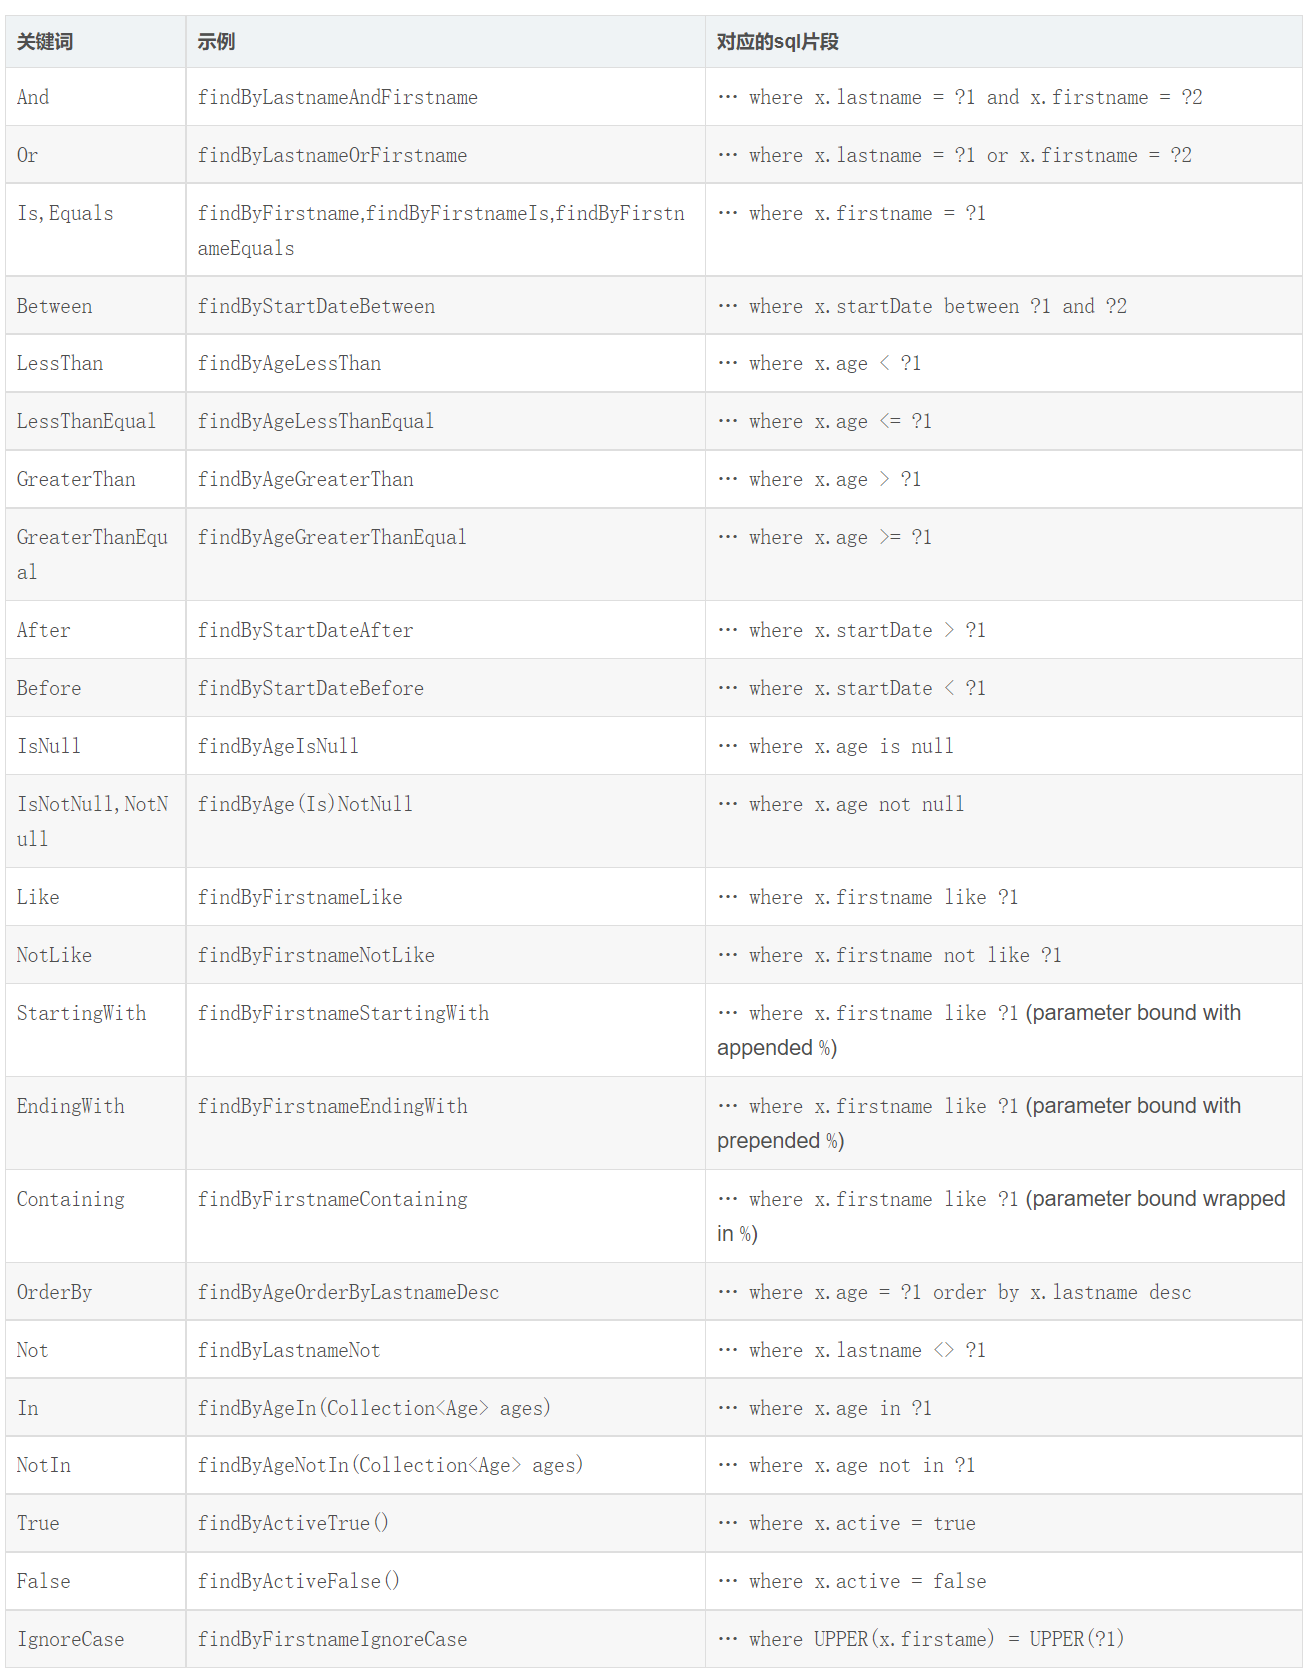 关键词 示例 对应的sql片段
And findByLastnameAndFirstname … where x.lastname = ?1 and x.firstname = ?2
Or findByLastnameOrFirstname … where x.lastname = ?1 or x.firstname = ?2
Is,Equals findByFirstname,findByFirstnameIs,findByFirstn … where x.firstname = ?1
ameEquals
Between findByStartDateBetween … where x.startDate between ?1 and ?2
LessThan findByAgeLessThan … where x.age < ?1
LessThanEqual findByAgeLessThanEqual … where x.age <= ?1
GreaterThan findByAgeGreaterThan … where x.age > ?1
GreaterThanEqu findByAgeGreaterThanEqual … where x.age >= ?1
al
After findByStartDateAfter … where x.startDate > ?1
Before findByStartDateBefore … where x.startDate < ?1
IsNull findByAgeIsNull … where x.age is null
IsNotNull,NotN findByAge(Is)NotNull … where x.age not null
ull
Like findByFirstnameLike … where x.firstname like ?1
NotLike findByFirstnameNotLike … where x.firstname not like ?1
StartingWith findByFirstnameStartingWith … where x.firstname like ?1 (parameter bound with
appended %)
EndingWith findByFirstnameEndingWith … where x.firstname like ?1 (parameter bound with
prepended %)
Containing findByFirstnameContaining … where x.firstname like ?1 (parameter bound wrapped
in %)
OrderBy findByAgeOrderByLastnameDesc … where x.age = ?1 order by x.lastname desc
Not findByLastnameNot … where x.lastname <> ?1
In findByAgeIn(Collection<Age> ages) … where x.age in ?1
NotIn findByAgeNotIn(Collection<Age> ages) … where x.age not in ?1
True findByActiveTrue() … where x.active = true
False findByActiveFalse() … where x.active = false
IgnoreCase findByFirstnameIgnoreCase … where UPPER(x.firstame) = UPPER(?1)